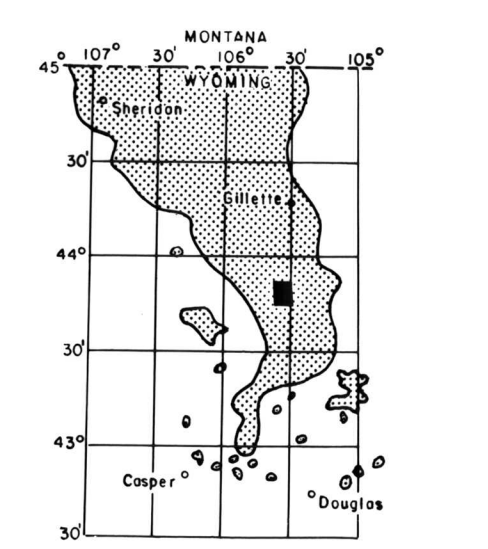 MONTANA
107° 30' 106° 30' 105°
45°
WYOMING
Sheridan
30'
Gillette
44°
30'
43°
Casper
Douglas
30'